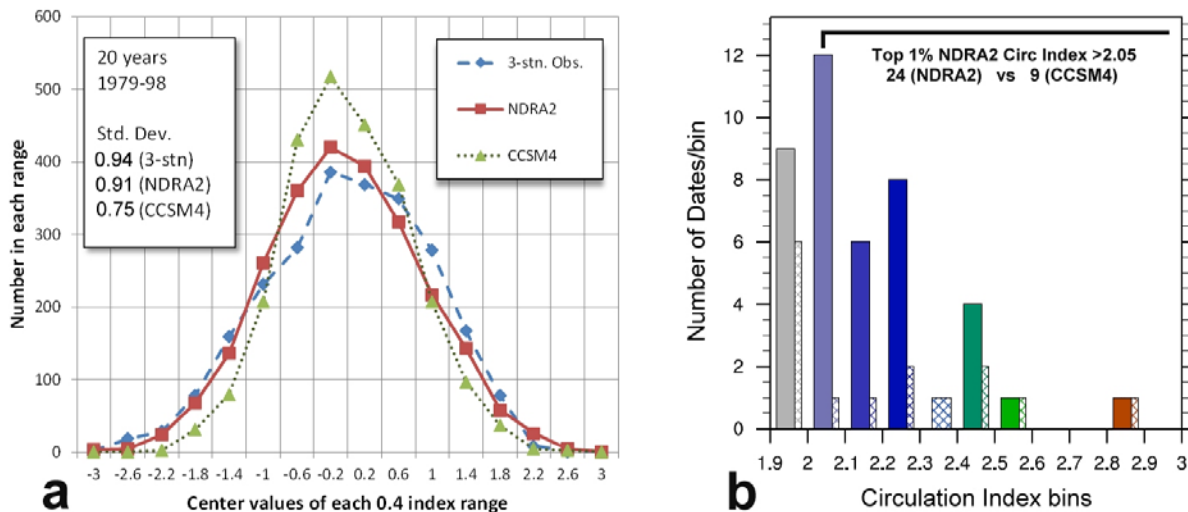 600
500
400
300
200
100
0
Number in each range
20 years
1979-98
Std. Dev.
0.94 (3-stn)
0.91 (NDRA2)
0.75 (CCSM4)
3-stn. Obs.
NDRA2
CCSM4
-3 -2.6 -2.2 -1.8 -1.4 -1 -0.6 -0.2 0.2 0.6 1 1.4 1.8 2.2 2.6 3
Center values of each 0.4 index range
a
12
10
8
6
4
2
0
Number of Dates/bin
Top 1% NDRA2 Circ Index >2.05
24 (NDRA2) vs 9 (CCSM4)
1.9 2 2.1 2.2 2.3 2.4 2.5 2.6 2.7 2.8 2.9 3
Circulation Index bins
b